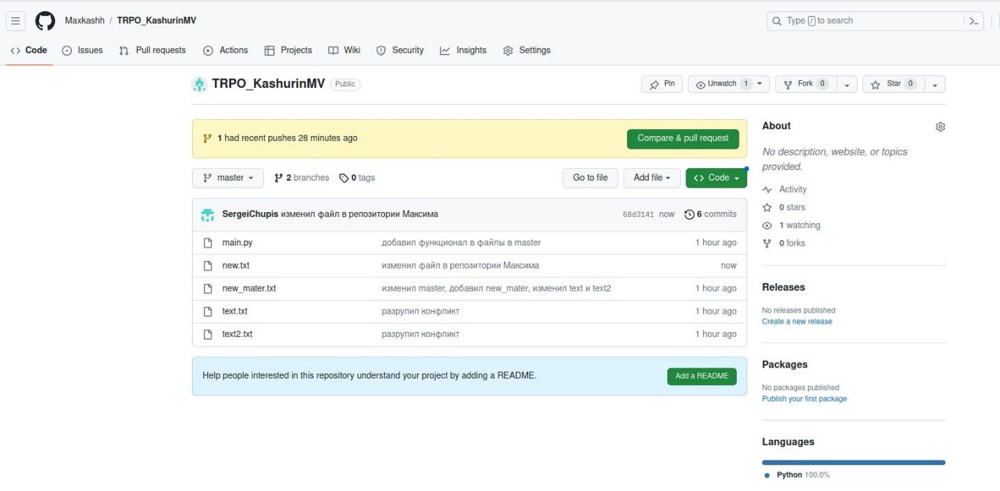 Maxkashh / TRPO_KashurinMV
Type / to search
Code Issues Pull requests Actions Projects Wiki Security Insights Settings
TRPO_KashurinMV Public
Pin Unwatch 1 Fork 0 Star 0
1 had recent pushes 28 minutes ago Compare & pull request
master 2 branches 0 tags Go to file Add file Code
SergeiChupis изменил файл в репозитории Максима 68d3141 now 6 commits
main.py добавил функционал в файлы в master 1 hour ago
new.txt изменил файл в репозитории Максима now
new_mater.txt изменил master, добавил new_mater, изменил text и text2 1 hour ago
text.txt разрулил конфликт 1 hour ago
text2.txt разрулил конфликт 1 hour ago
Help people interested in this repository understand your project by adding a README. Add a README
About
No description, website, or topics
provided.
Activity
0 stars
1 watching
0 forks
Releases
No releases published
Create a new release
Packages
No packages published
Publish your first package
Languages
Python 100.0%